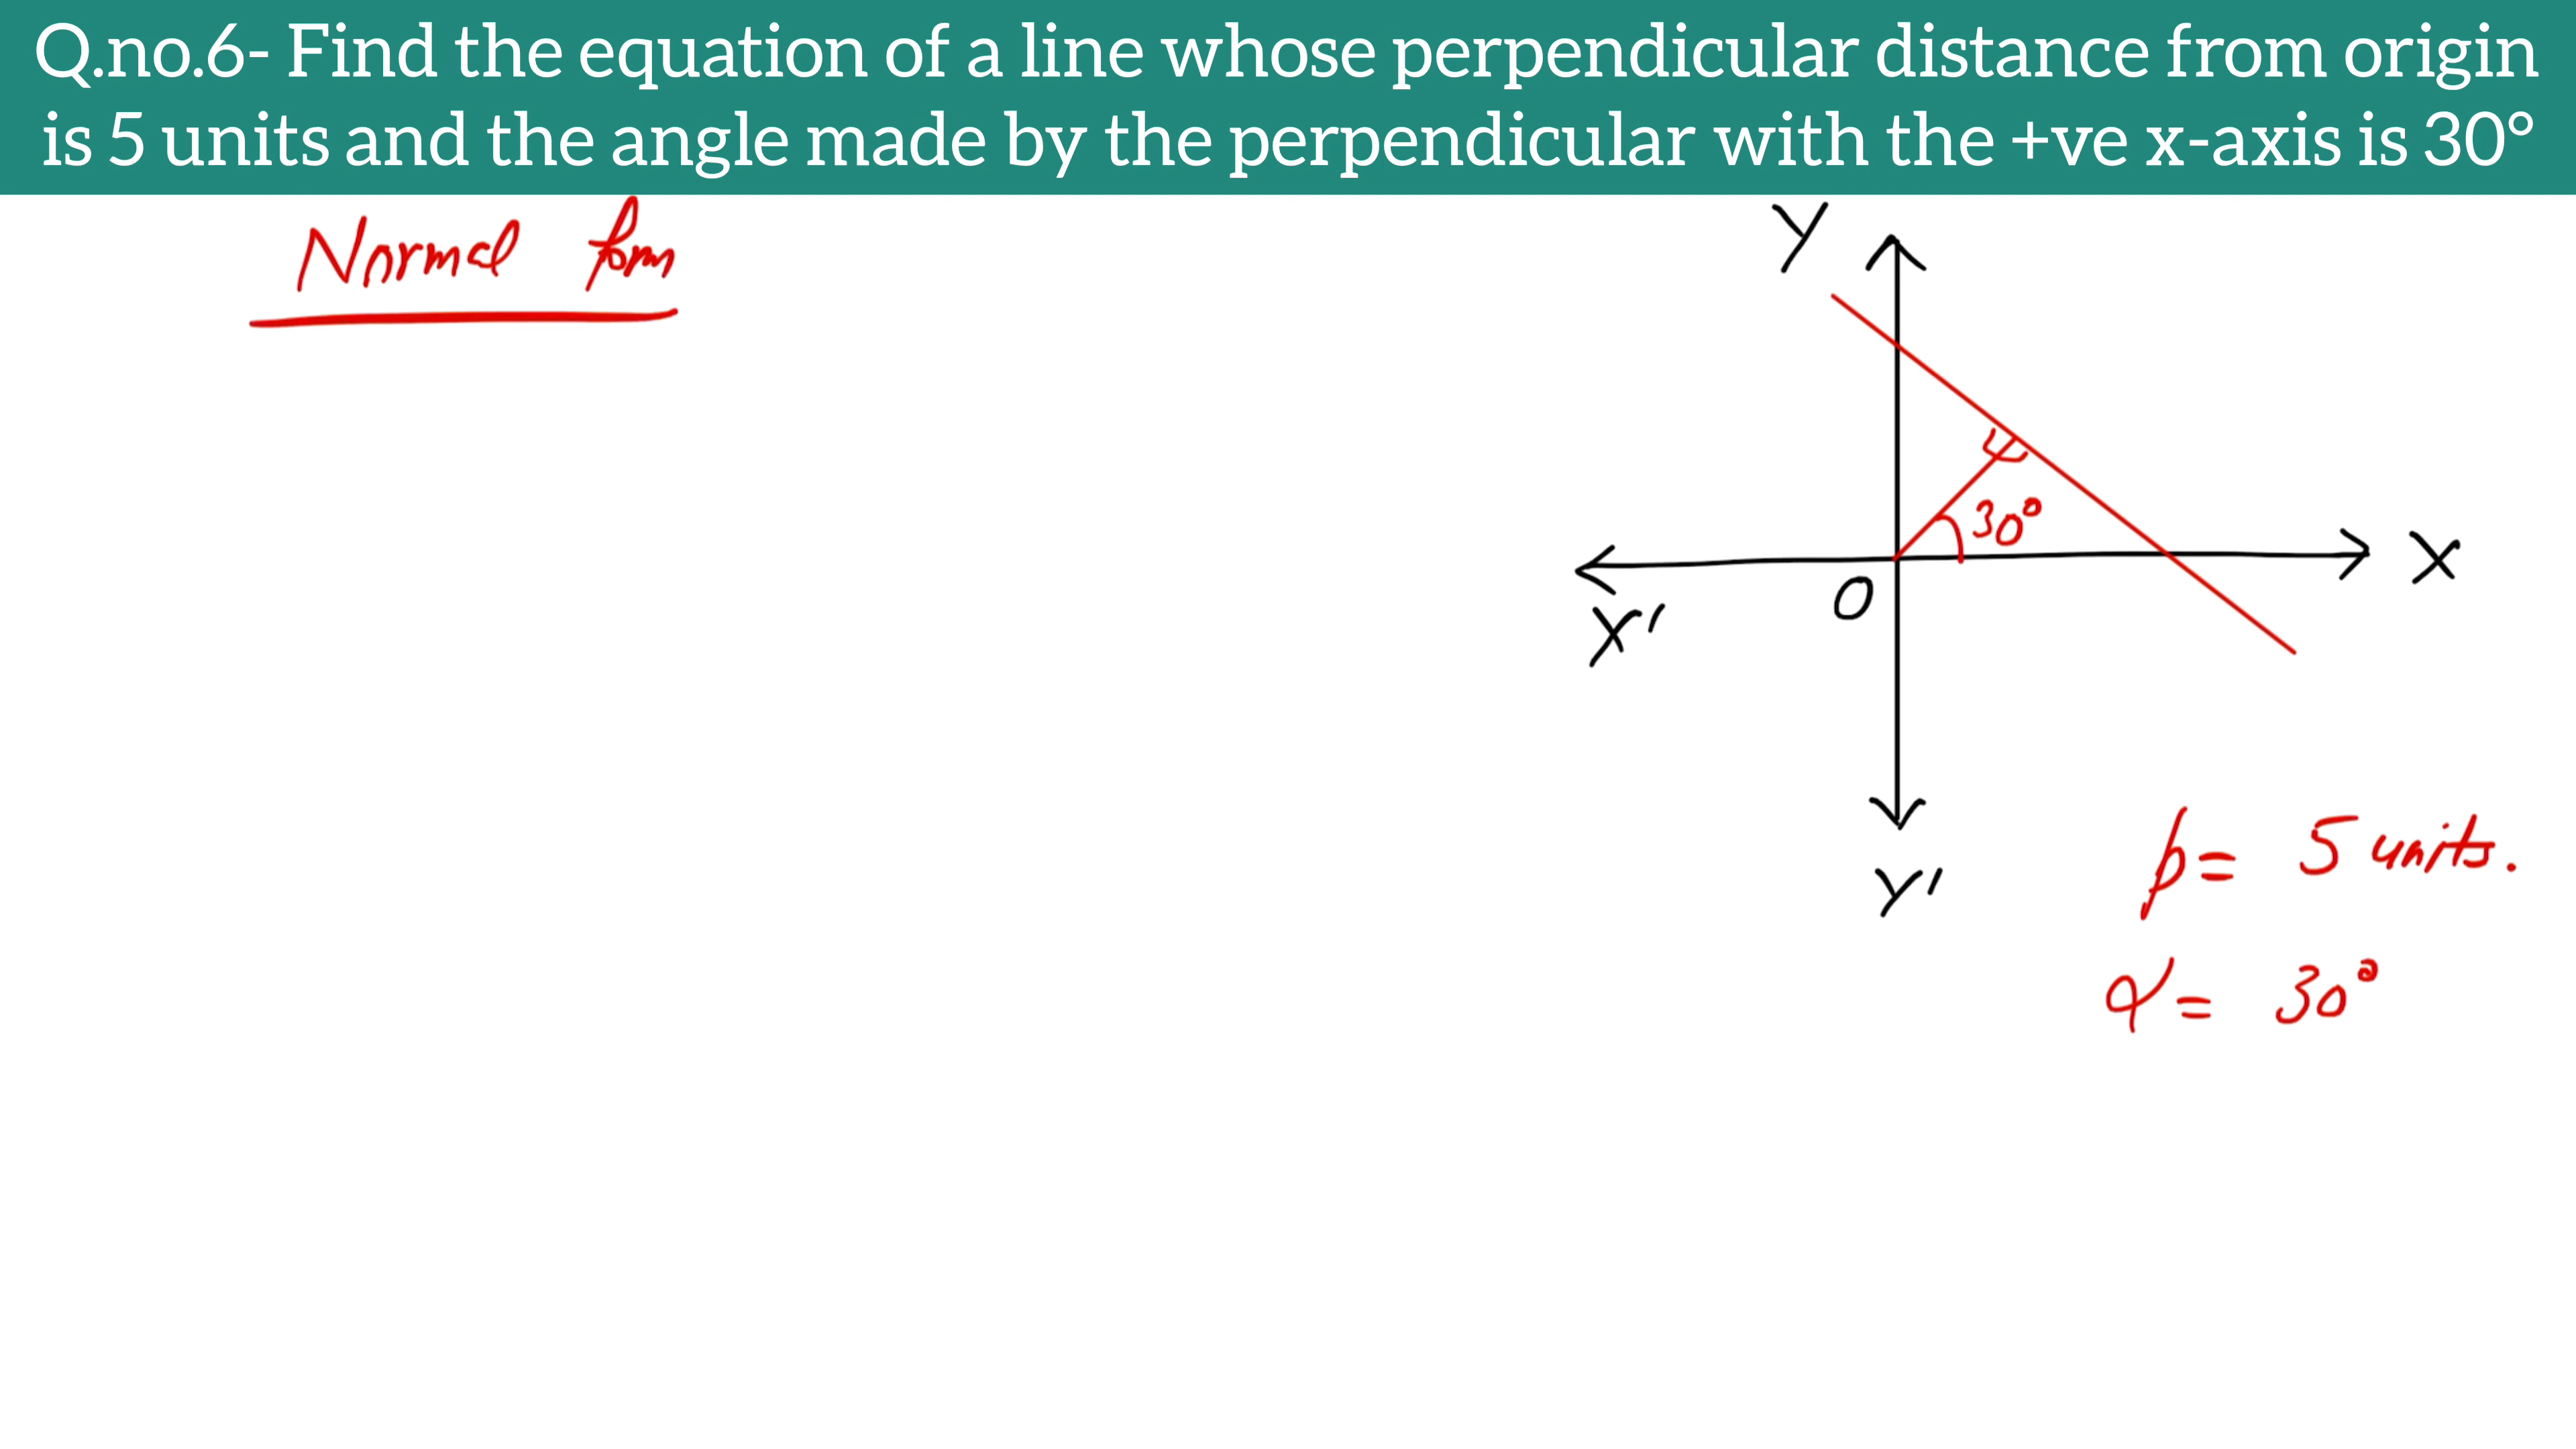 Q.no.6- Find the equation of a line whose perpendicular distance from origin
is 5 units and the angle made by the perpendicular with the +ve x-axis is 30°
Normal form
Y
30°
X
O
X'
Y'
p = 5 units.
α = 30°